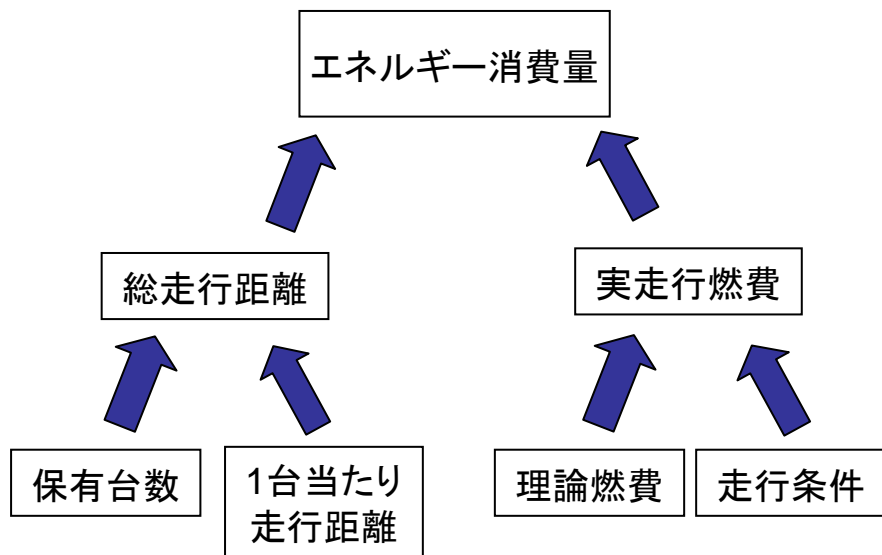 エネルギー消費量
総走行距離
実走行燃費
保有台数
1台当たり
走行距離
理論燃費
走行条件